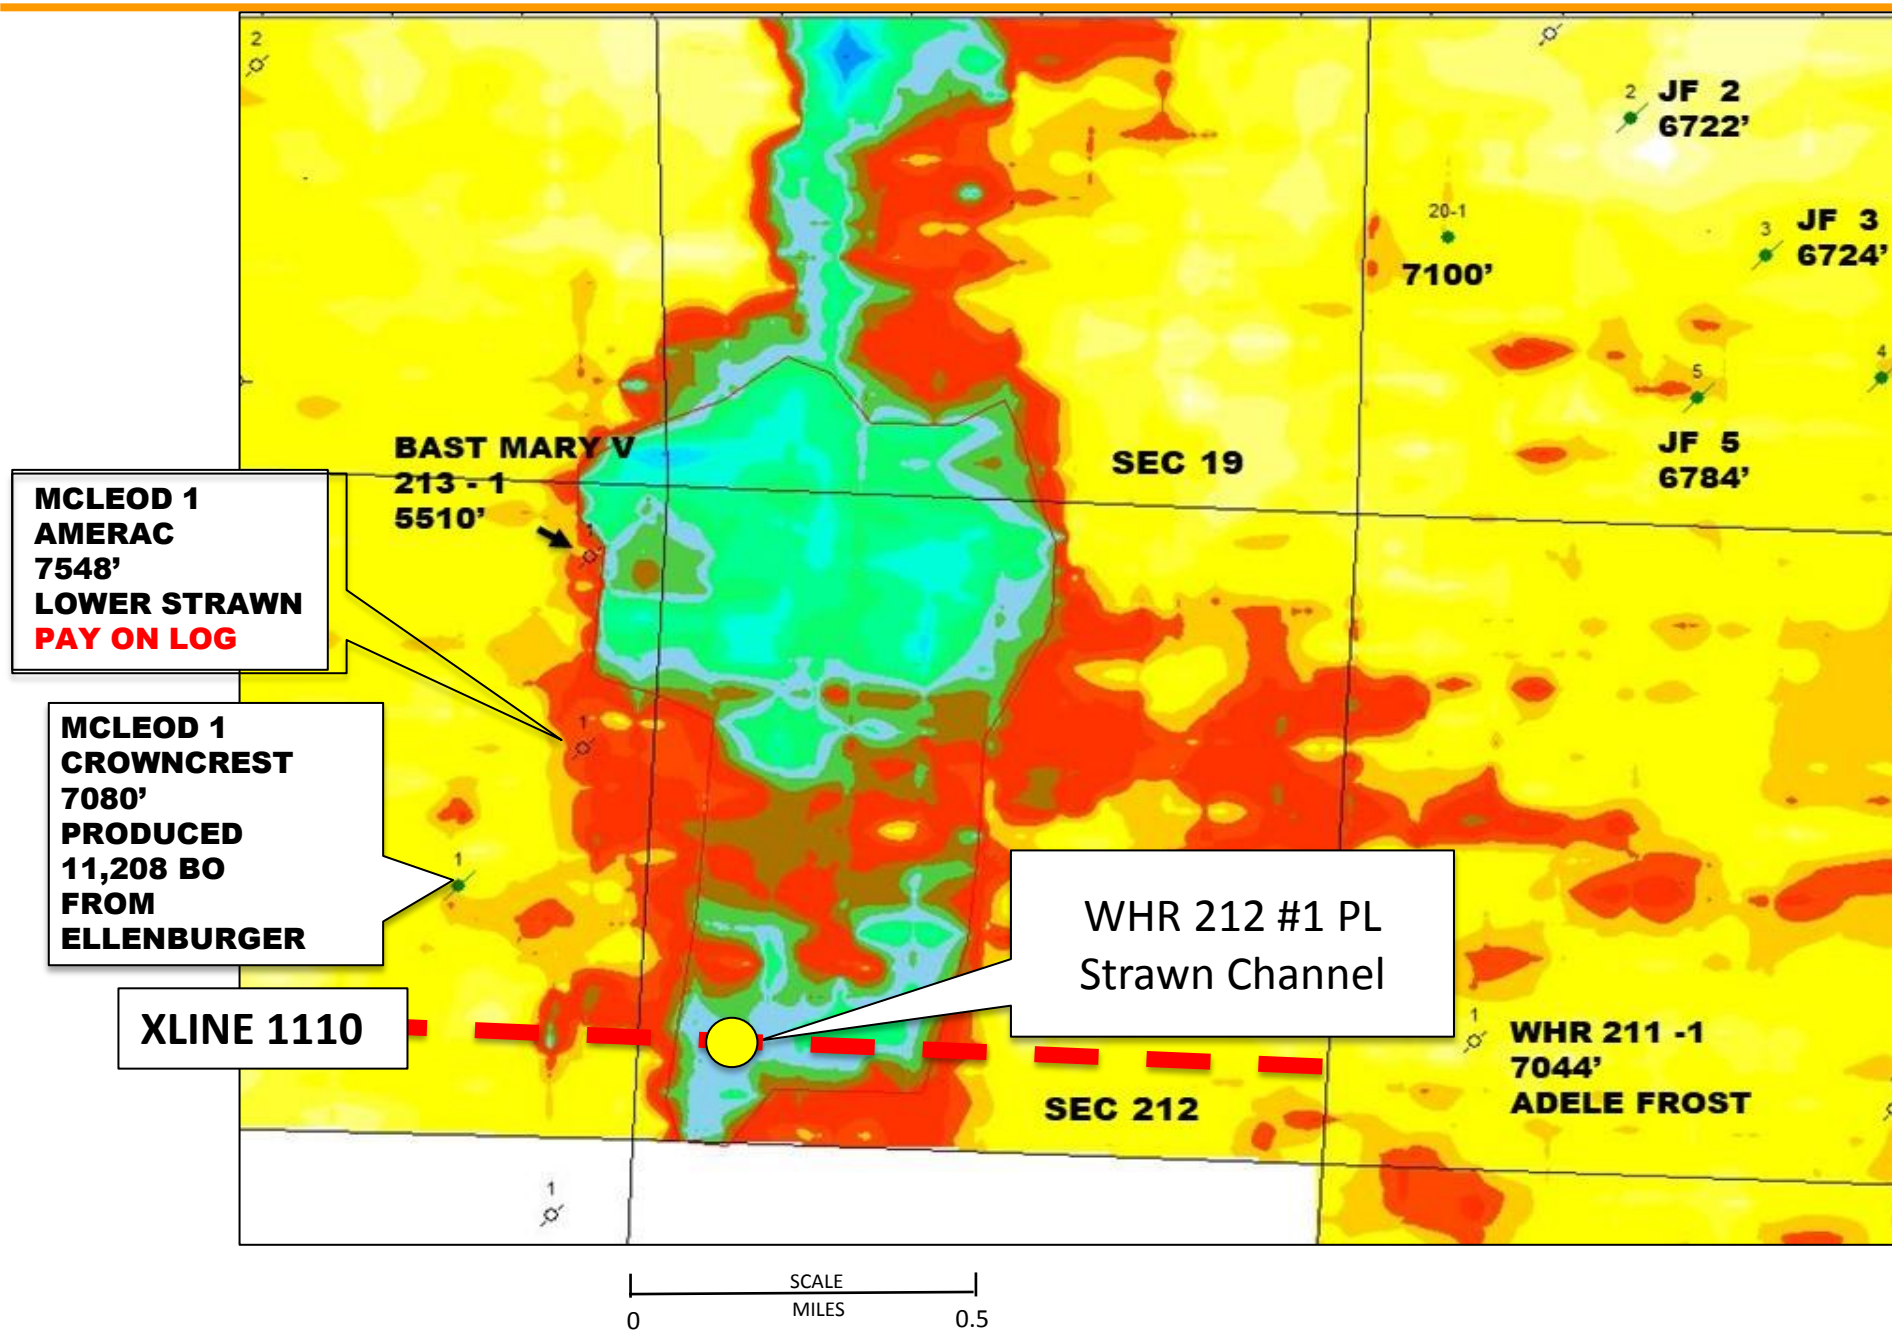 2
2
JF 2
6722’
20-1
7100’
3
JF 3
6724’
4
5
JF 5
6784’
BAST MARY V
213 - 1
5510’
1
SEC 19
MCLEOD 1
AMERAC
7548’
LOWER STRAWN
PAY ON LOG
1
MCLEOD 1
CROWNCREST
7080’
PRODUCED
11,208 BO
FROM
ELLENBURGER
1
WHR 212 #1 PL
Strawn Channel
XLINE 1110
1
WHR 211 -1
7044’
ADELE FROST
SEC 212
1
SCALE
MILES
0
0.5